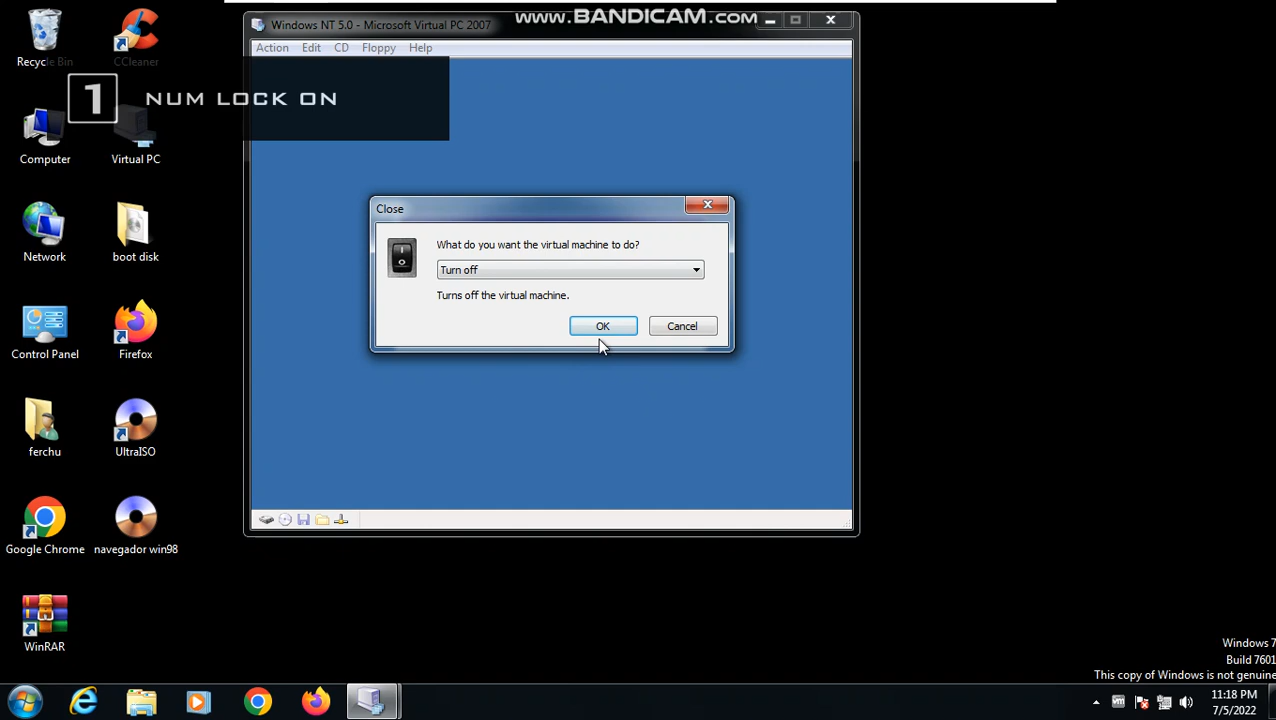 www.BANDICAM.com
Windows NT 5.0 - Microsoft Virtual PC 2007
Action Edit CD Floppy Help
1 NUM LOCK ON
Recycle Bin
CCleaner
Computer
Virtual PC
Network
boot disk
Control Panel
Firefox
ferchu
UltraISO
Google Chrome
navegador win98
WinRAR
Close
What do you want the virtual machine to do?
Turn off
Turns off the virtual machine.
OK Cancel
Windows 7
Build 7601
This copy of Windows is not genuine
11:18 PM
7/5/2022